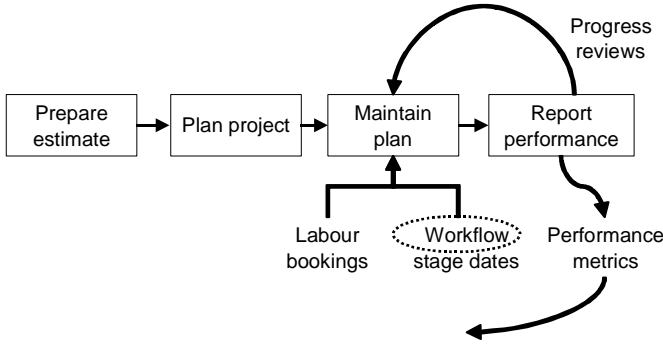 Progress
reviews
Prepare
estimate
Plan project
Maintain
plan
Report
performance
Labour
bookings
Workflow
stage dates
Performance
metrics